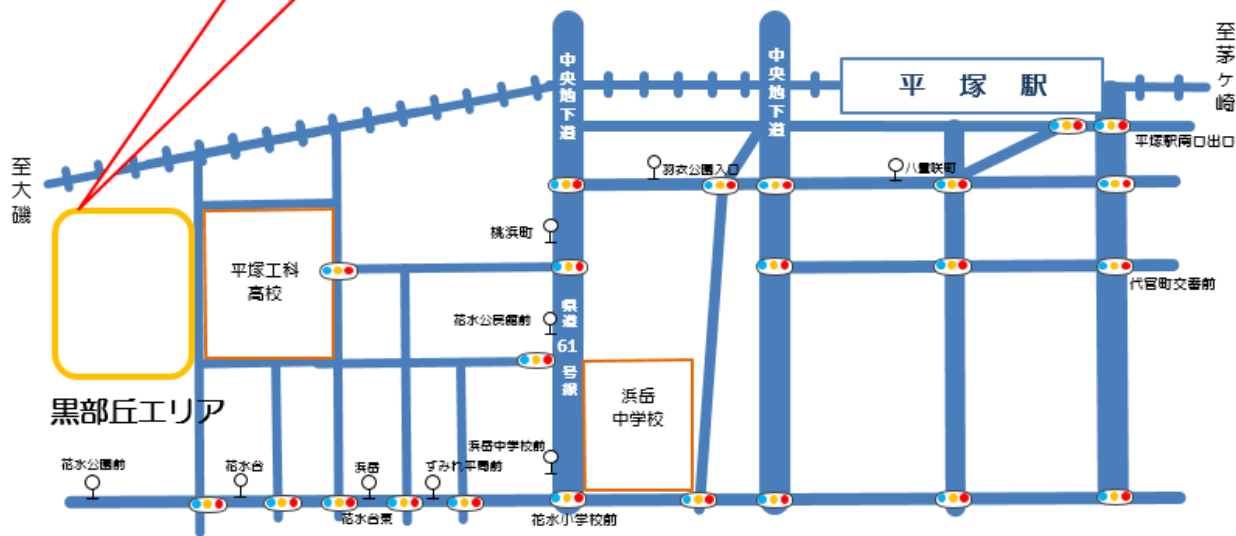 至茅ヶ崎
中央地下道
中央地下道
平塚駅
平塚駅南口出口
至大磯
羽衣公園入口
八重咲町
桃浜町
平塚工科
高校
代官町交番前
花水公民館前
県道61号線
浜岳
中学校
黒部丘エリア
浜岳中学校前
花水公園前
花水台
浜岳
すみれ平局前
花水台東
花水小学校前